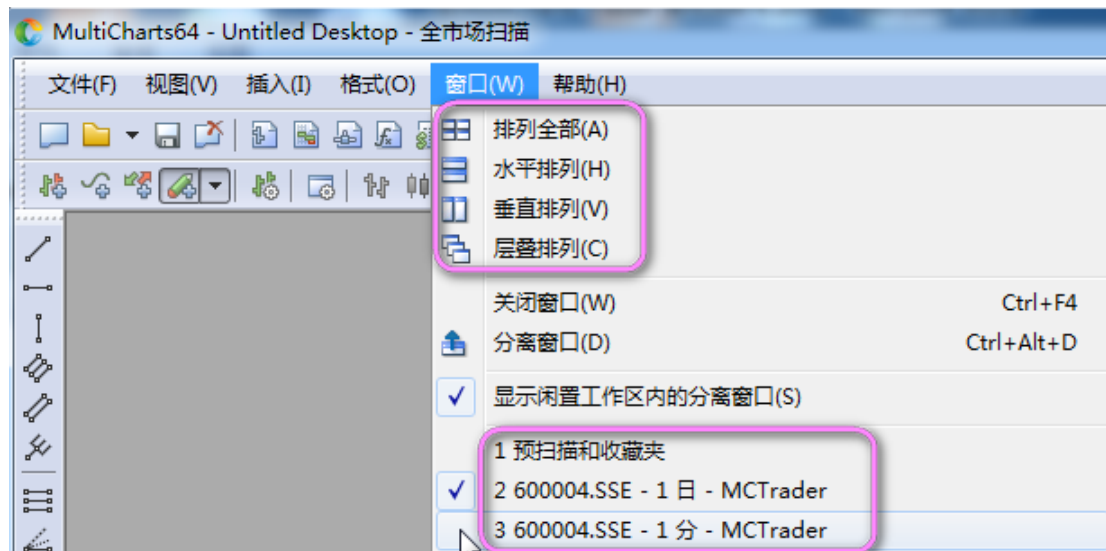 MultiCharts64 - Untitled Desktop - 全市场扫描
文件(F) 视图(V) 插入(I) 格式(O) 窗口(W) 帮助(H)
排列全部(A)
水平排列(H)
垂直排列(V)
层叠排列(C)
关闭窗口(W) Ctrl+F4
分离窗口(D) Ctrl+Alt+D
显示闲置工作区内的分离窗口(S)
1 预扫描和收藏夹
2 600004.SSE - 1 日 - MCTrader
3 600004.SSE - 1 分 - MCTrader